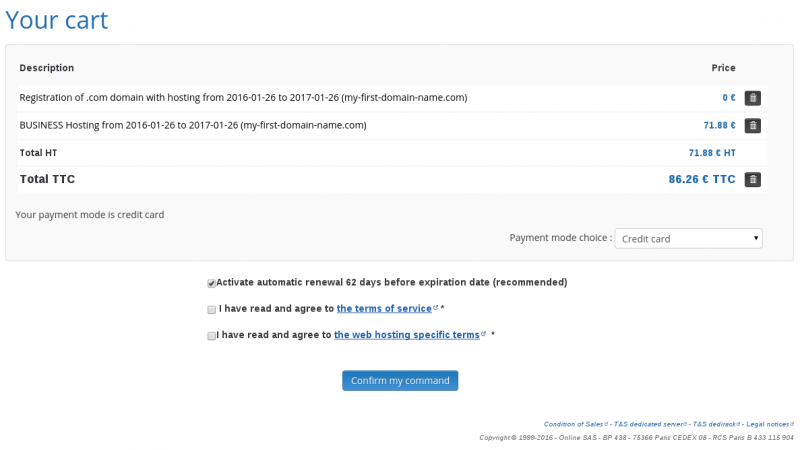 Your cart
Description Price
Registration of .com domain with hosting from 2016-01-26 to 2017-01-26 (my-first-domain-name.com) 0 €
BUSINESS Hosting from 2016-01-26 to 2017-01-26 (my-first-domain-name.com) 71.88 €
Total HT 71.88 € HT
Total TTC 86.26 € TTC
Your payment mode is credit card
Payment mode choice : Credit card
Activate automatic renewal 62 days before expiration date (recommended)
I have read and agree to the terms of service *
I have read and agree to the web hosting specific terms *
Confirm my command
Condition of Sales - T&S dedicated server - T&S dedirack - Legal notices
Copyright © 1999-2016 - Online SAS - BP 438 - 75366 Paris CEDEX 08 - RCS Paris B 433 115 904